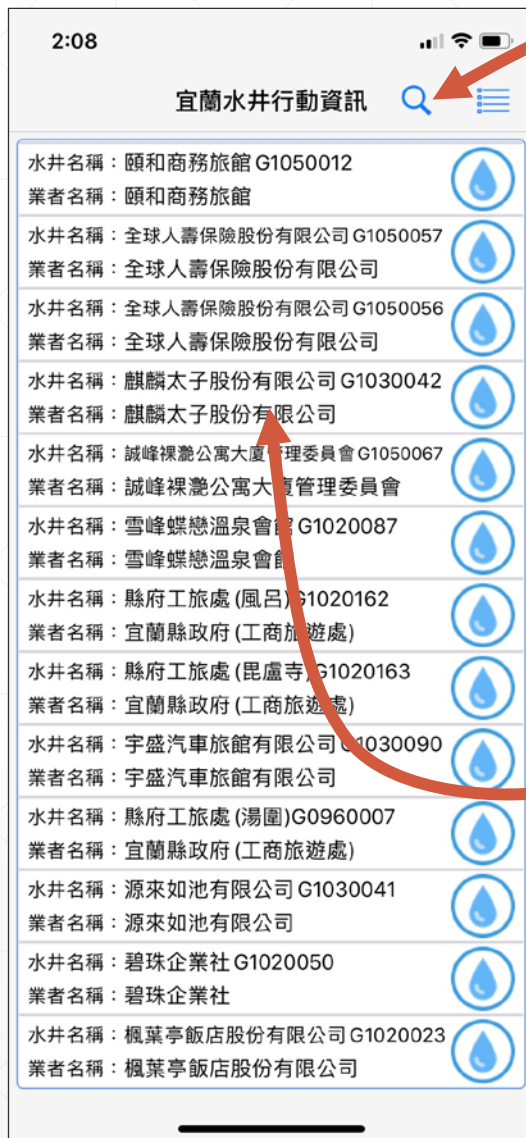 2:08
宜蘭水井行動資訊
水井名稱：頤和商務旅館 G1050012
業者名稱：頤和商務旅館
水井名稱：全球人壽保險股份有限公司 G1050057
業者名稱：全球人壽保險股份有限公司
水井名稱：全球人壽保險股份有限公司 G1050056
業者名稱：全球人壽保險股份有限公司
水井名稱：麒麟太子股份有限公司 G1030042
業者名稱：麒麟太子股份有限公司
水井名稱：誠峰裸灔公寓大廈管理委員會 G1050067
業者名稱：誠峰裸灔公寓大廈管理委員會
水井名稱：雪峰蝶戀溫泉會館 G1020087
業者名稱：雪峰蝶戀溫泉會館
水井名稱：縣府工旅處 (風呂)G1020162
業者名稱：宜蘭縣政府 (工商旅遊處)
水井名稱：縣府工旅處 (毘盧寺)G1020163
業者名稱：宜蘭縣政府 (工商旅遊處)
水井名稱：宇盛汽車旅館有限公司 G1030090
業者名稱：宇盛汽車旅館有限公司
水井名稱：縣府工旅處 (湯圍)G0960007
業者名稱：宜蘭縣政府 (工商旅遊處)
水井名稱：源來如池有限公司 G1030041
業者名稱：源來如池有限公司
水井名稱：碧珠企業社 G1020050
業者名稱：碧珠企業社
水井名稱：楓葉亭飯店股份有限公司 G1020023
業者名稱：楓葉亭飯店股份有限公司